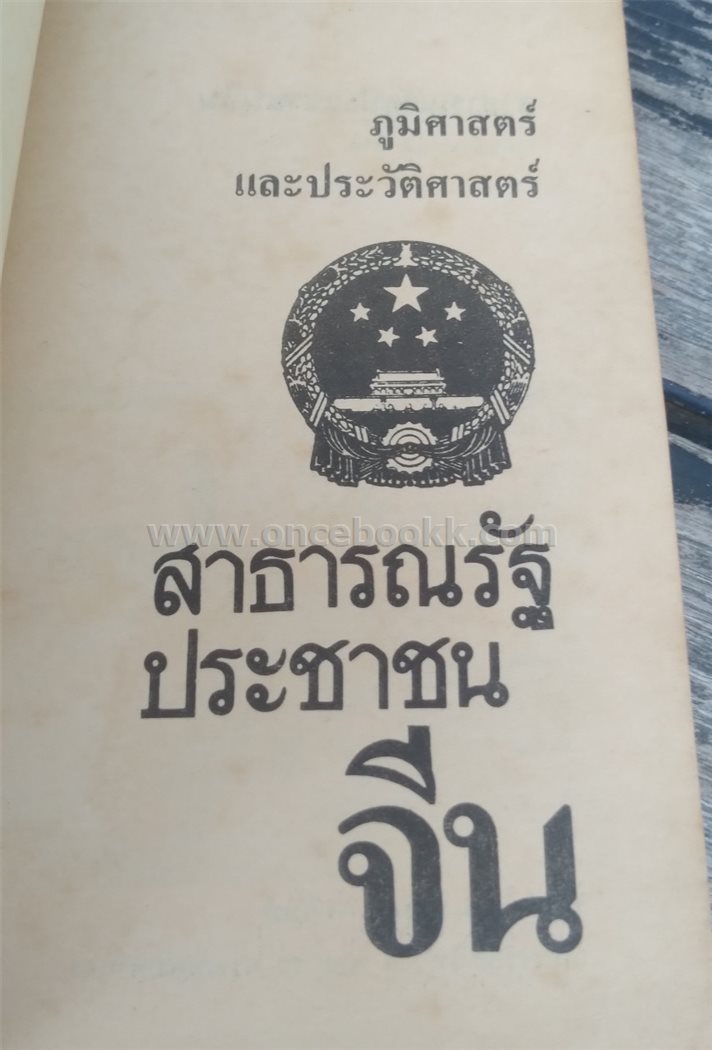 ภูมิศาสตร์
และประวัติศาสตร์
www.oncebookk.com
สาธารณรัฐ
ประชาชน
จีน